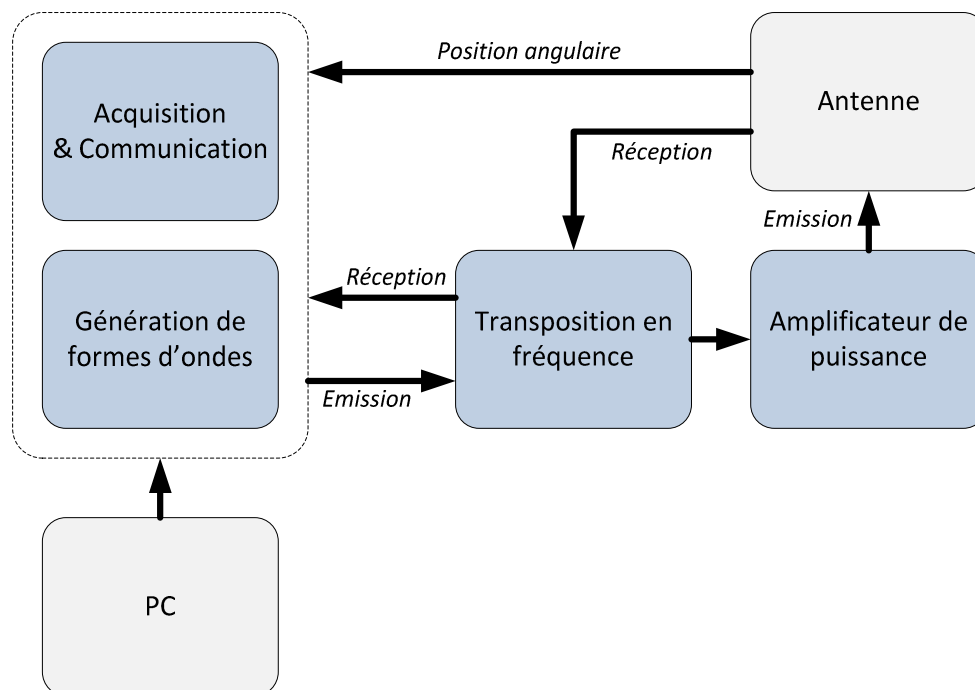 Acquisition
& Communication
Position angulaire
Antenne
Réception
Emission
Génération de
formes d'ondes
Réception
Emission
Transposition en
fréquence
Amplificateur de
puissance
PC